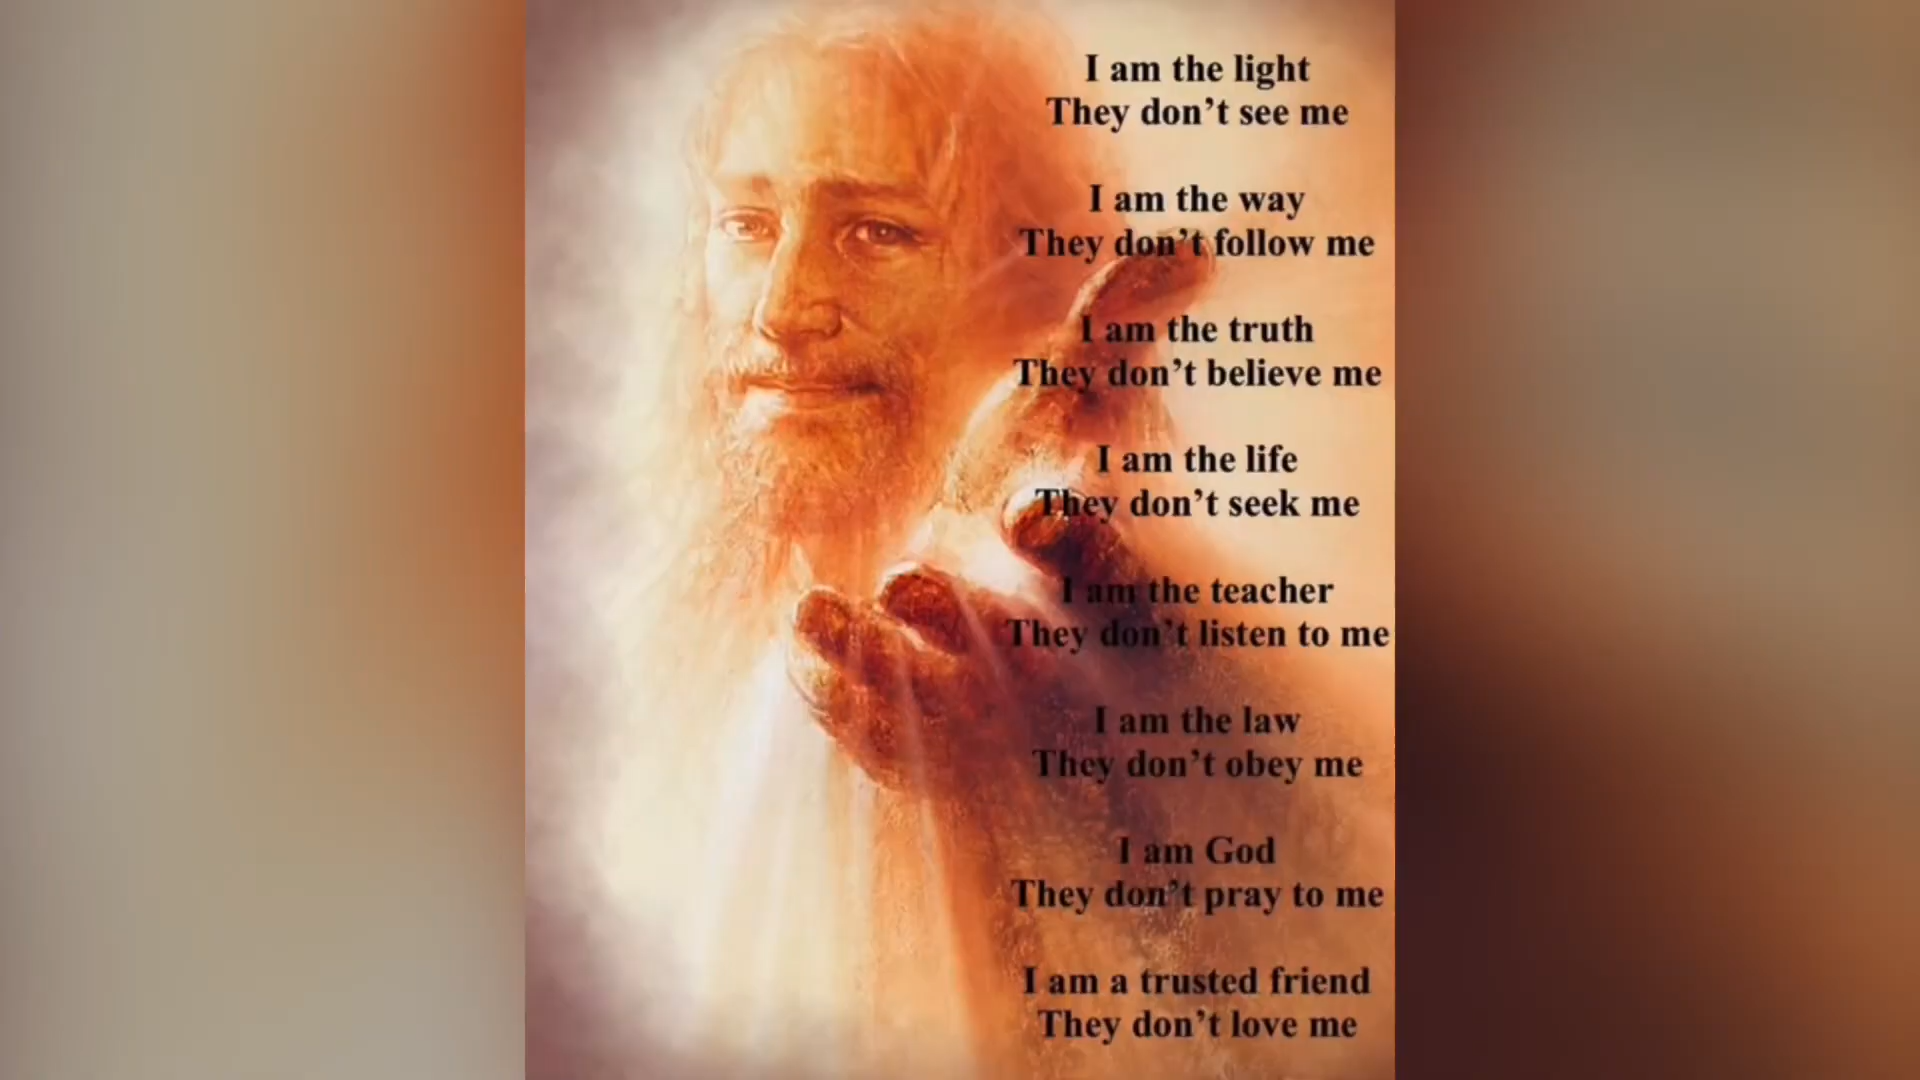 I am the light
They don’t see me
I am the way
They don’t follow me
I am the truth
They don’t believe me
I am the life
They don’t seek me
I am the teacher
They don’t listen to me
I am the law
They don’t obey me
I am God
They don’t pray to me
I am a trusted friend
They don’t love me